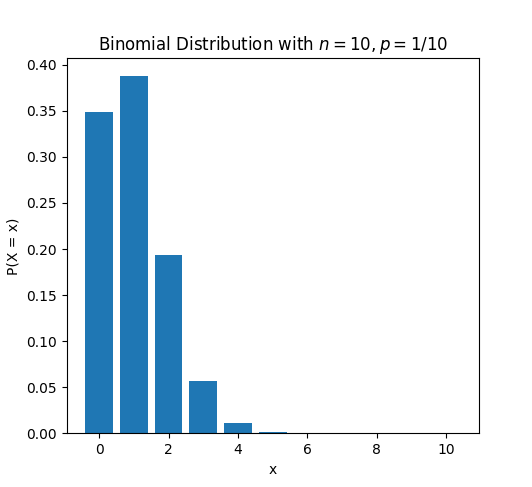 Binomial Distribution with n = 10, p = 1/10
0.40
0.35
0.30
0.25
0.20
0.15
0.10
0.05
0.00
P(X = x)
0 2 4 6 8 10
x